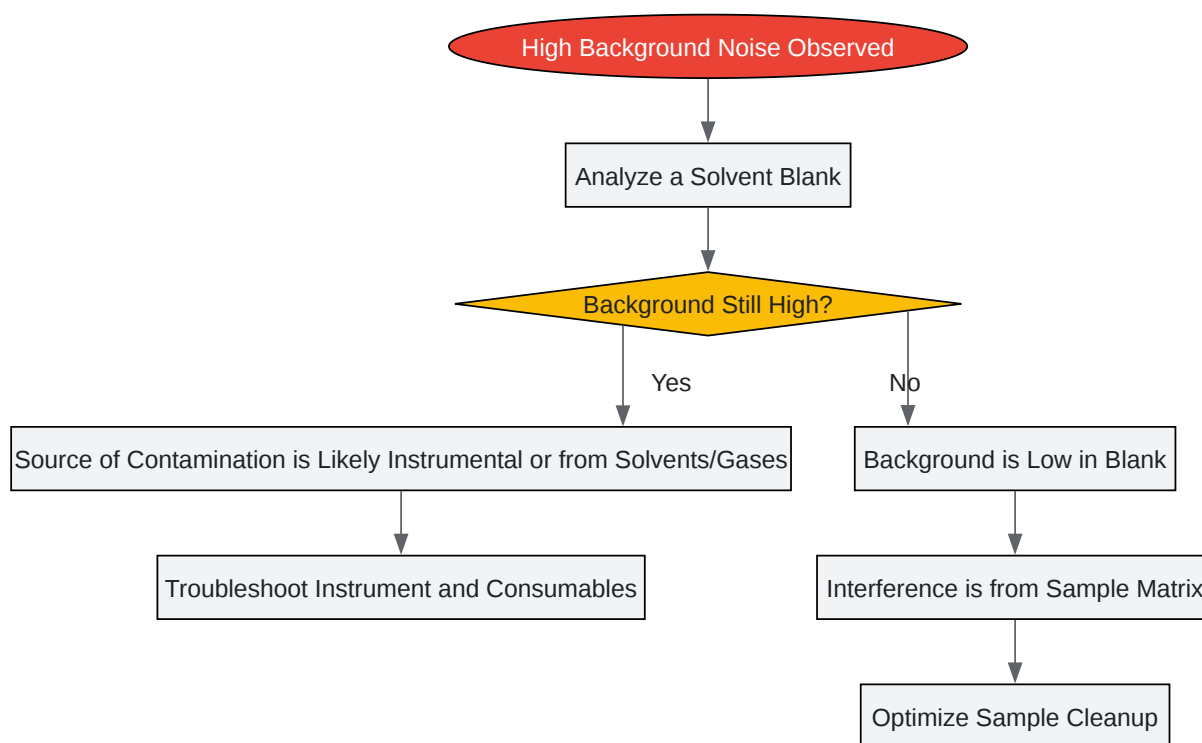 High Background Noise Observed
Analyze a Solvent Blank
Background Still High?
Yes
No
Source of Contamination is Likely Instrumental or from Solvents/Gases
Background is Low in Blank
Troubleshoot Instrument and Consumables
Interference is from Sample Matrix
Optimize Sample Cleanup